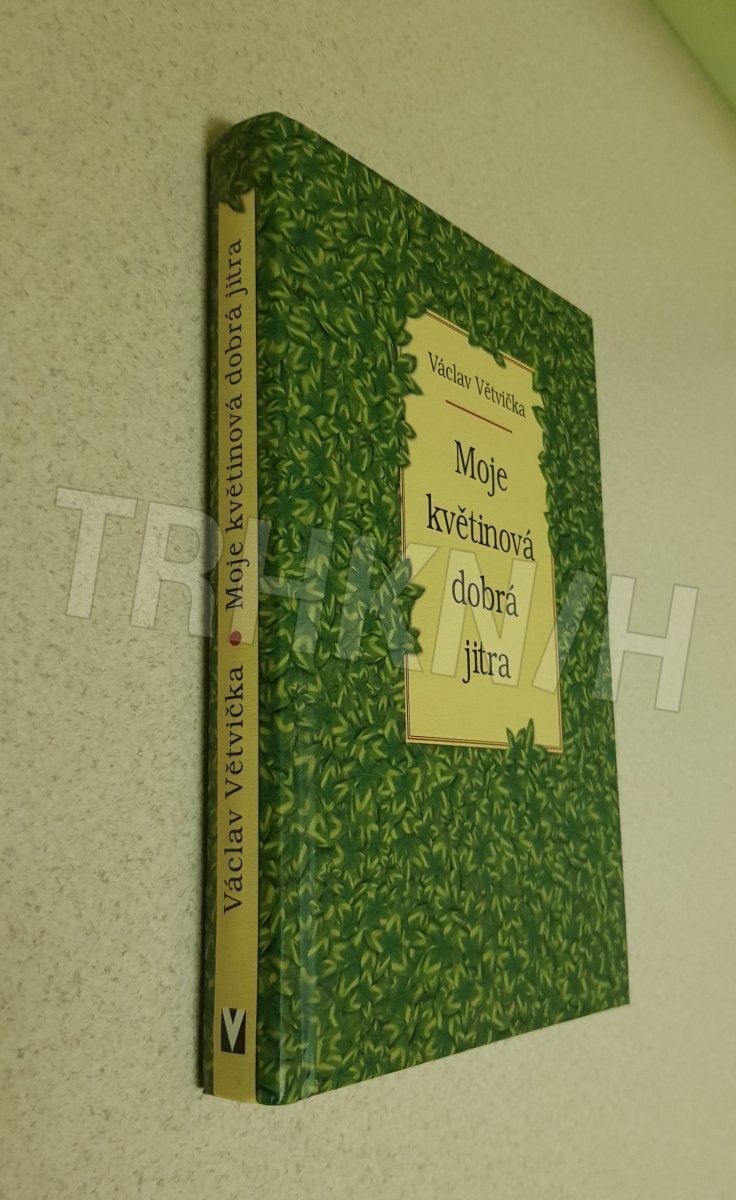 Václav Větvička
Moje
květinová
dobrá
jitra
Václav Větvička • Moje květinová dobrá jitra
V
TRHKNIH